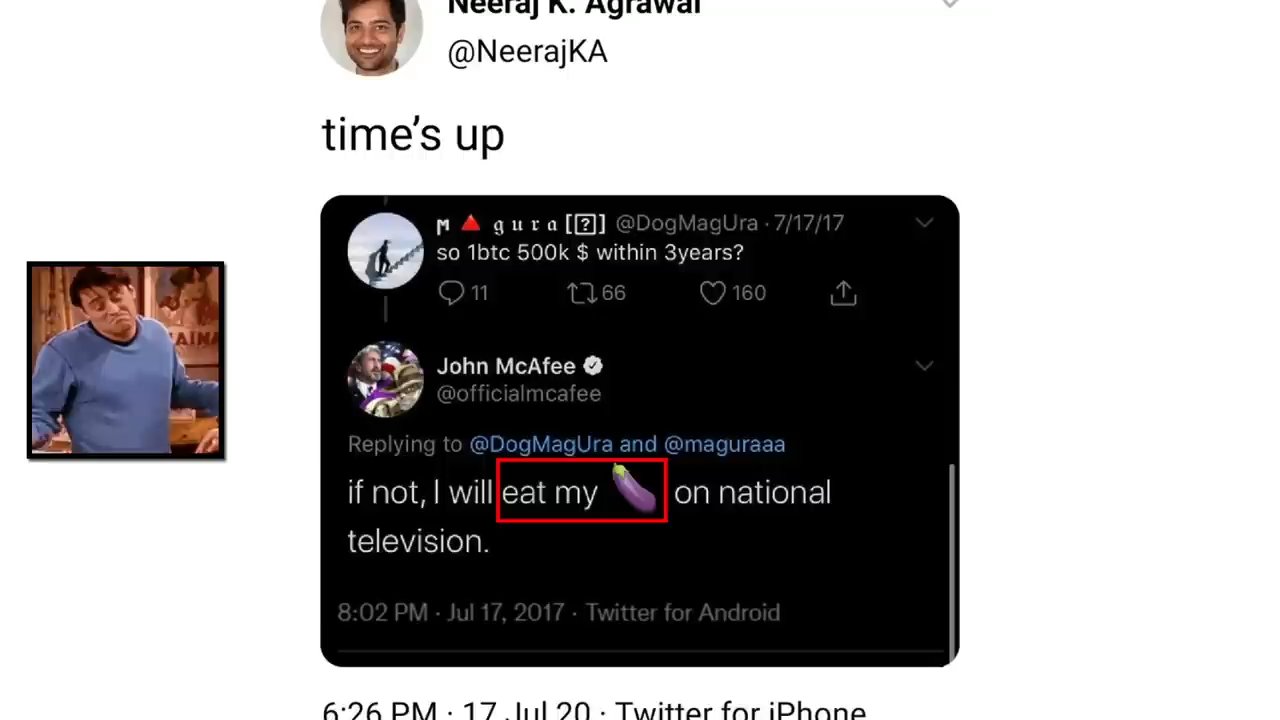 Neeraj K. Agrawal
@NeerajKA
time’s up
M🔺gura[⍰] @DogMagUra · 7/17/17
so 1btc 500k $ within 3years?
11 66 160
John McAfee
@officialmcafee
Replying to @DogMagUra and @maguraaa
if not, I will eat my 🍆 on national
television.
8:02 PM · Jul 17, 2017 · Twitter for Android
6:26 PM · 17 Jul 20 · Twitter for iPhone